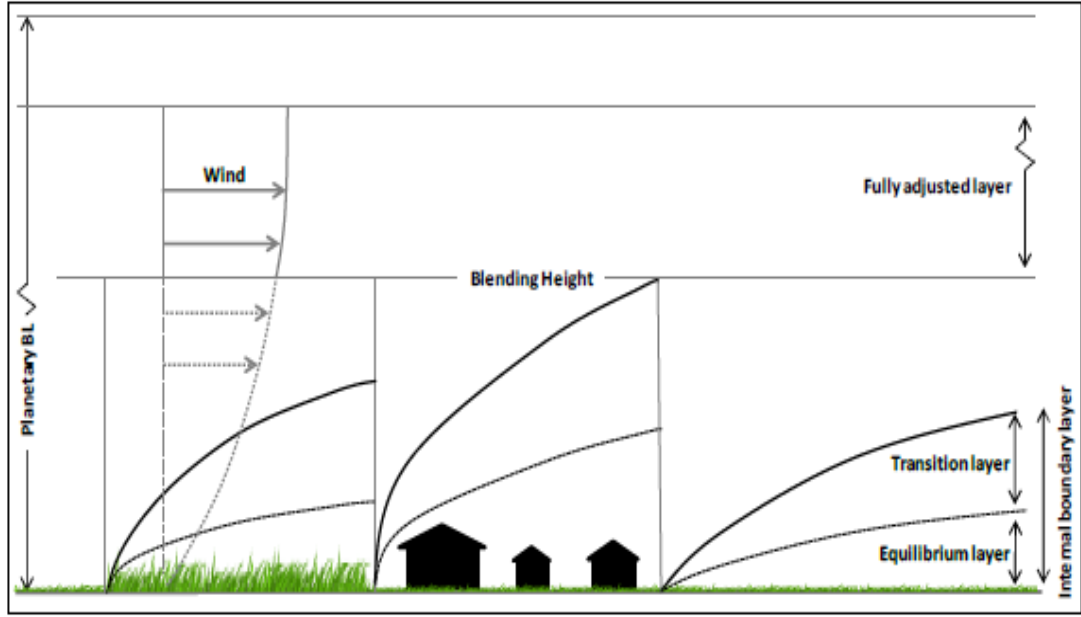 Wind
Fully adjusted layer
Blending Height
Planetary BL
Transition layer
Equilibrium layer
Internal boundary layer